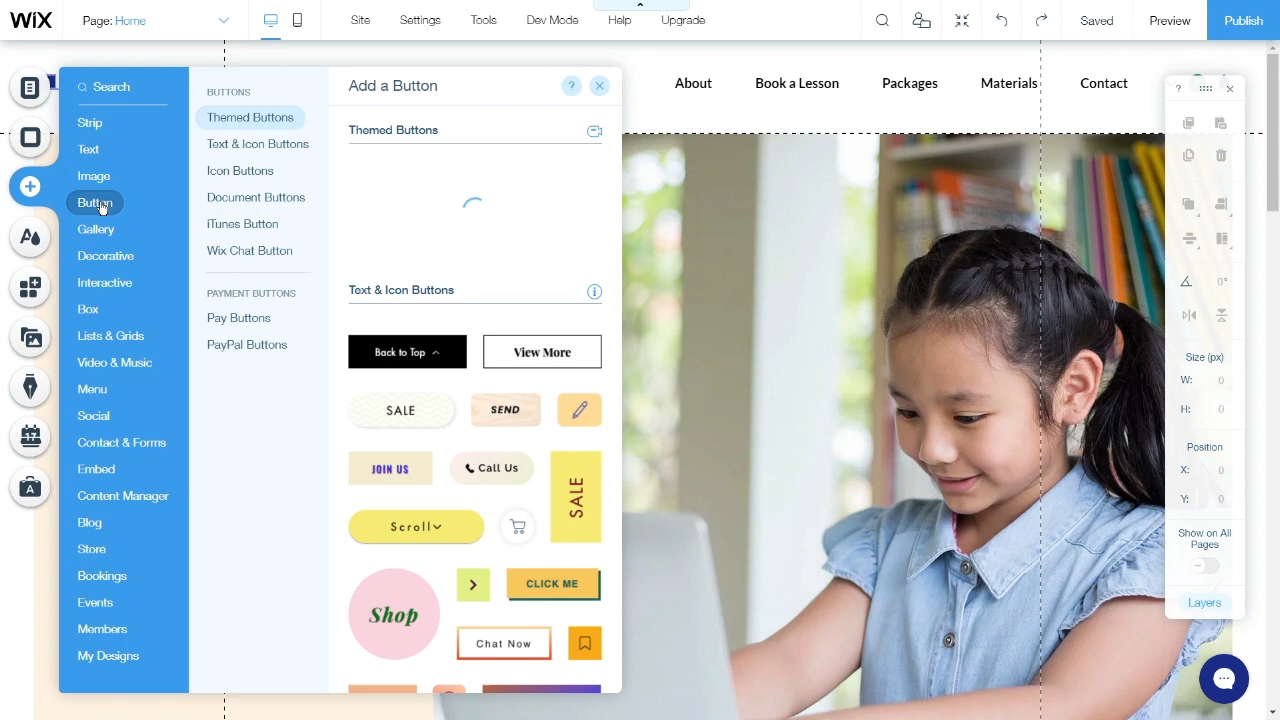 WiX
Page: Home
Site
Settings
Tools
Dev Mode
Help
Upgrade
Saved
Preview
Publish
Search
Strip
Text
Image
Button
Gallery
Decorative
Interactive
Box
Lists & Grids
Video & Music
Menu
Social
Contact & Forms
Embed
Content Manager
Blog
Store
Bookings
Events
Members
My Designs
BUTTONS
Themed Buttons
Text & Icon Buttons
Icon Buttons
Document Buttons
iTunes Button
Wix Chat Button
PAYMENT BUTTONS
Pay Buttons
PayPal Buttons
Add a Button
?
Themed Buttons
Text & Icon Buttons
Back to Top
View More
SALE
SEND
JOIN US
Call Us
SALE
Scroll
Shop
CLICK ME
Chat Now
About
Book a Lesson
Packages
Materials
Contact
?
0°
Size (px)
W: 0
H: 0
Position
X: 0
Y: 0
Show on All
Pages
Layers